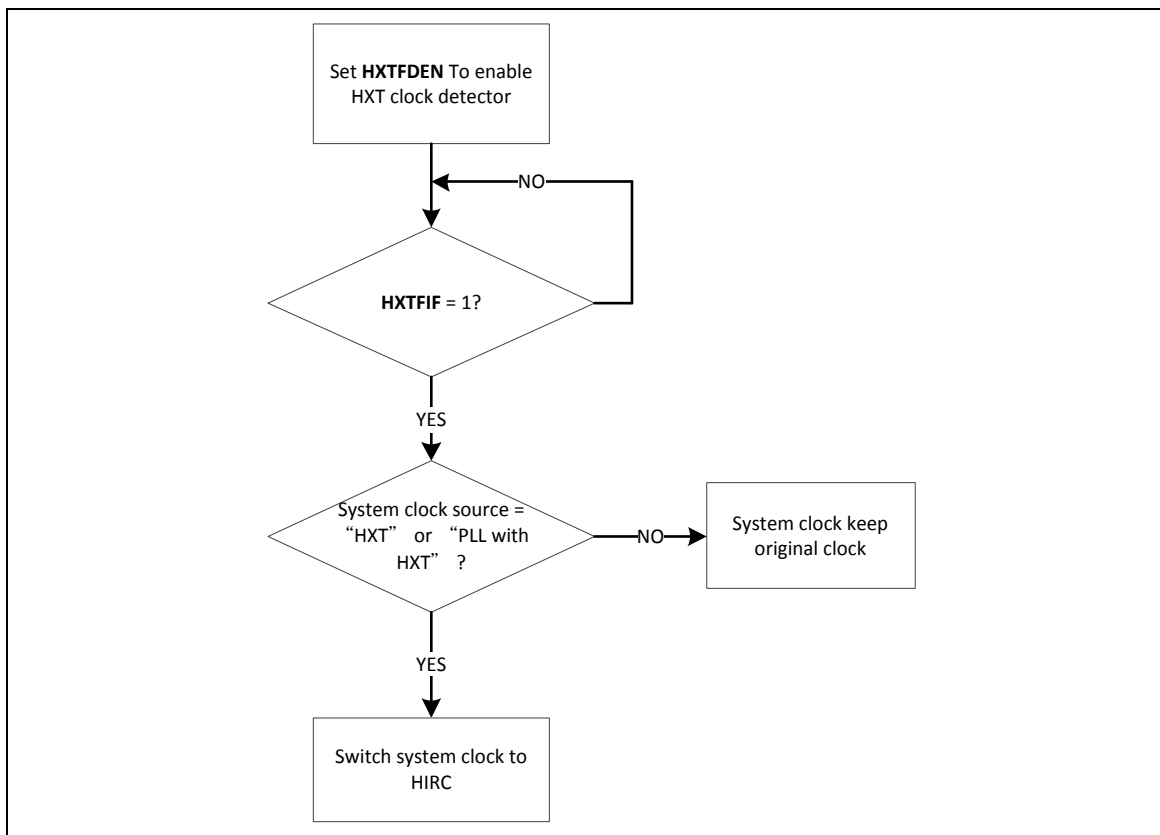 Set HXTFDEN To enable
HXT clock detector
NO
HXTFIF = 1?
YES
System clock source =
“HXT” or “PLL with
HXT” ?
NO
System clock keep
original clock
YES
Switch system clock to
HIRC